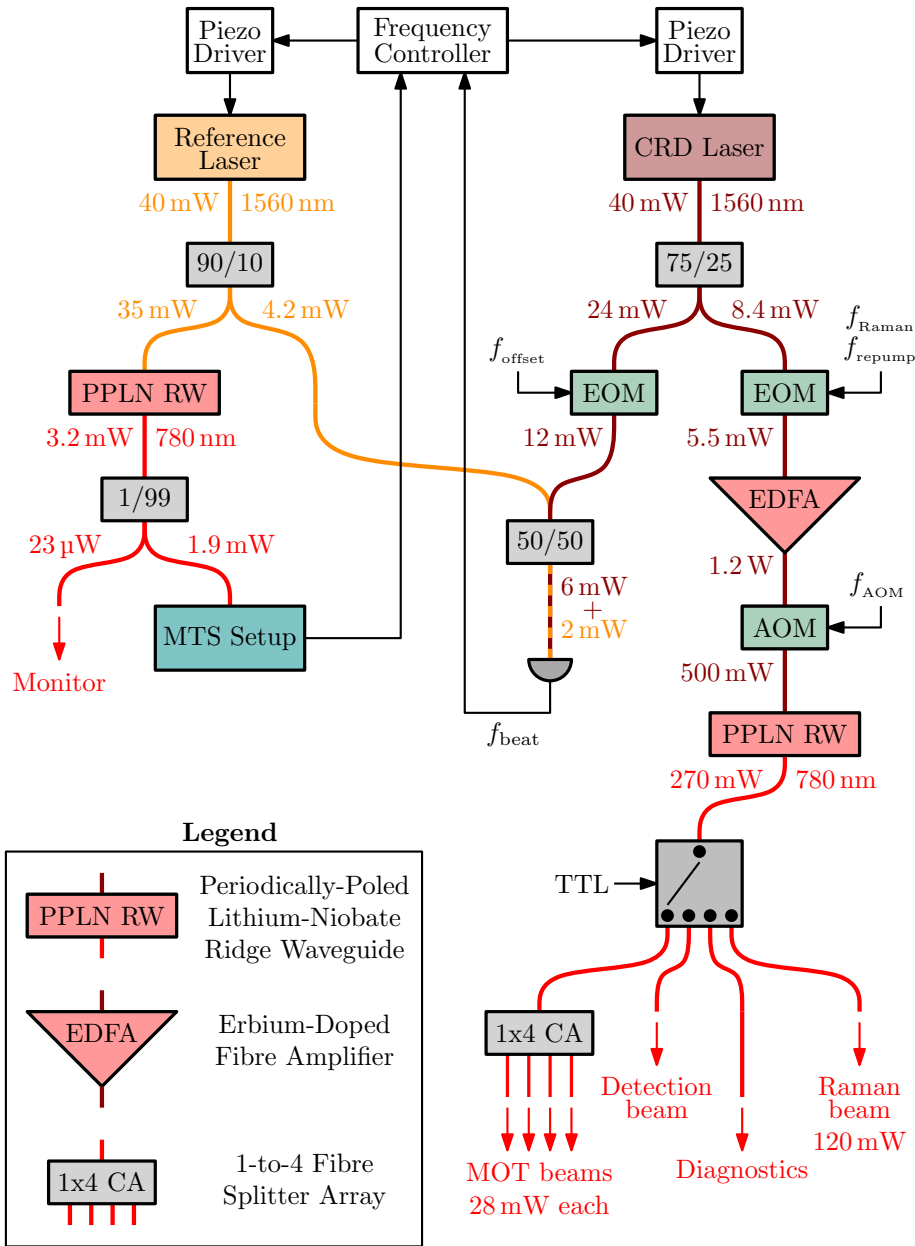 Piezo
Driver
Frequency
Controller
Piezo
Driver
Reference
Laser
CRD Laser
40 mW 1560 nm
40 mW 1560 nm
90/10
75/25
35 mW 4.2 mW
24 mW 8.4 mW
f_Raman
f_repump
f_offset
PPLN RW
EOM
EOM
3.2 mW 780 nm
12 mW
5.5 mW
1/99
EDFA
50/50
23 µW 1.9 mW
1.2 W
6 mW
+
2 mW
f_AOM
MTS Setup
AOM
Monitor
500 mW
f_beat
PPLN RW
270 mW 780 nm
TTL
1x4 CA
Detection
beam
Raman
beam
120 mW
MOT beams
28 mW each
Diagnostics
Legend
PPLN RW
Periodically-Poled
Lithium-Niobate
Ridge Waveguide
EDFA
Erbium-Doped
Fibre Amplifier
1x4 CA
1-to-4 Fibre
Splitter Array